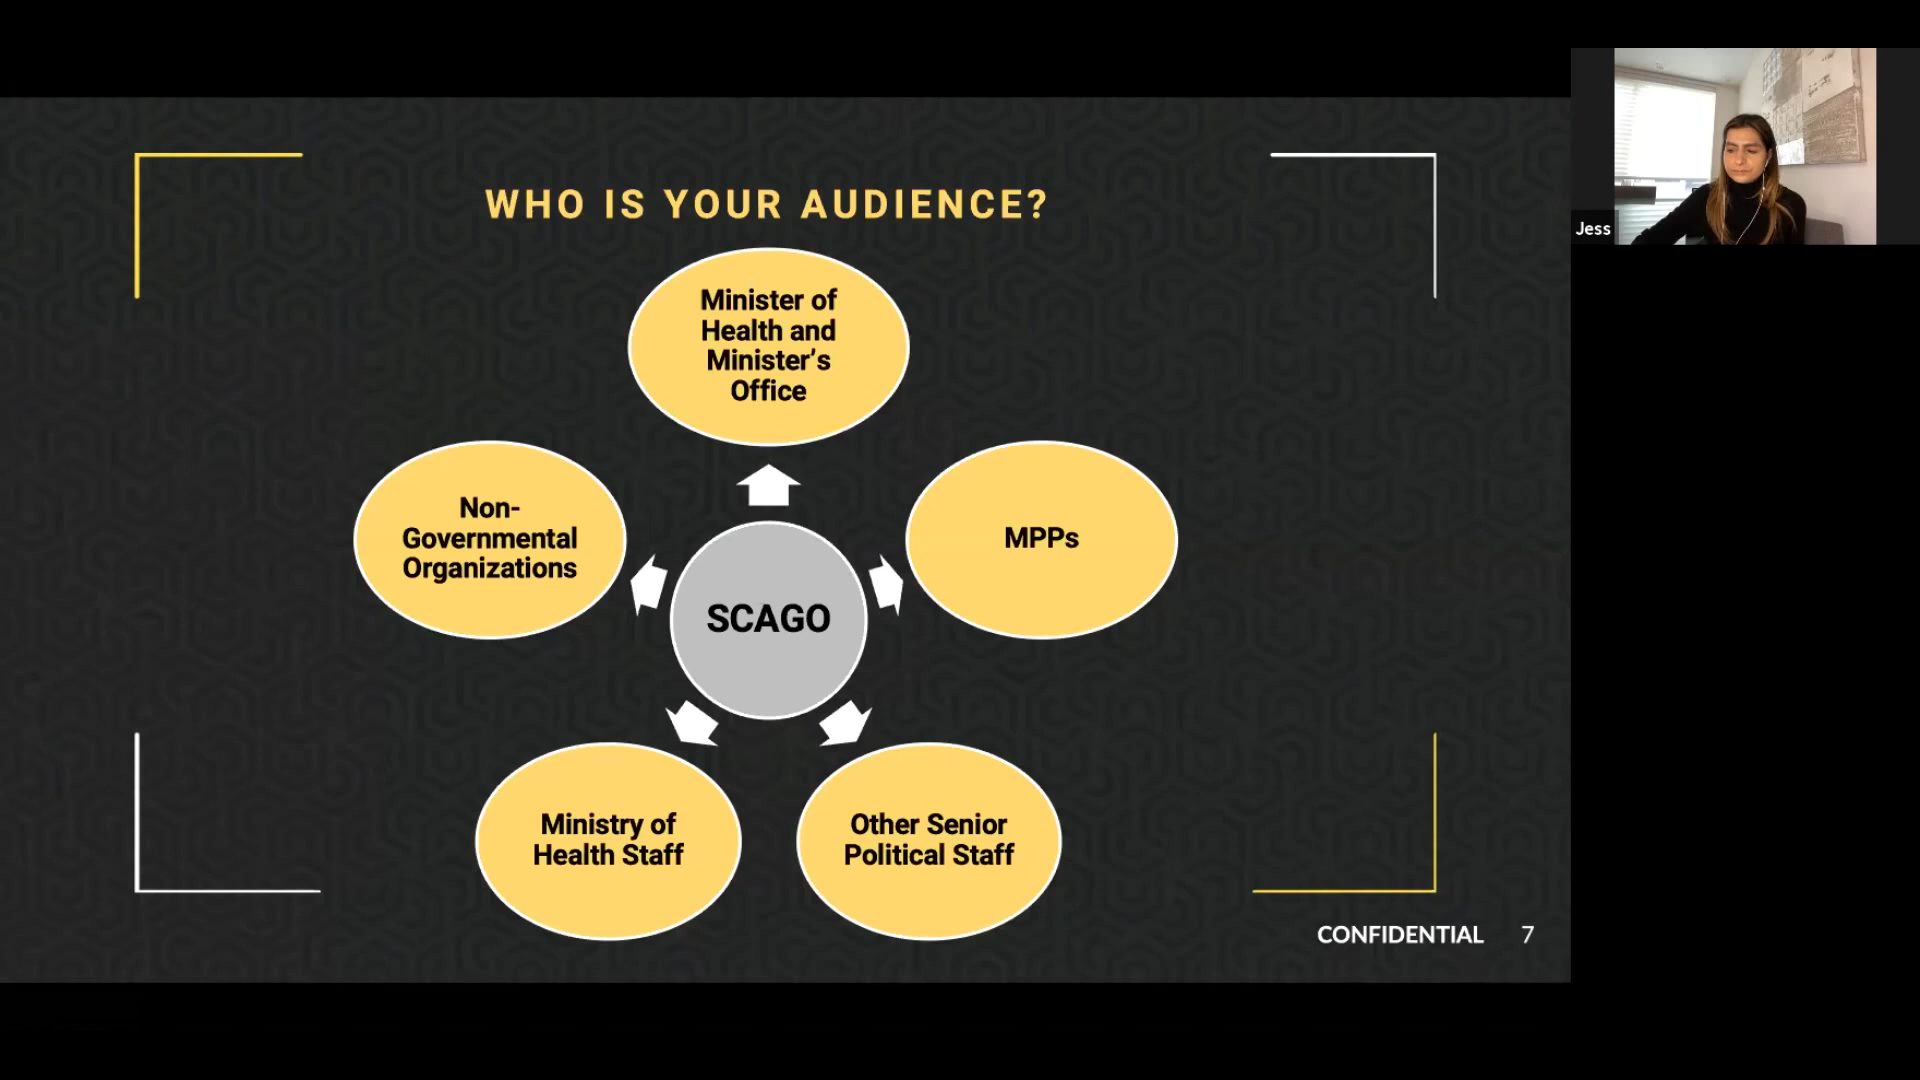 WHO IS YOUR AUDIENCE?
Minister of
Health and
Minister’s
Office
Non-
Governmental
Organizations
MPPs
SCAGO
Ministry of
Health Staff
Other Senior
Political Staff
CONFIDENTIAL 7
Jess